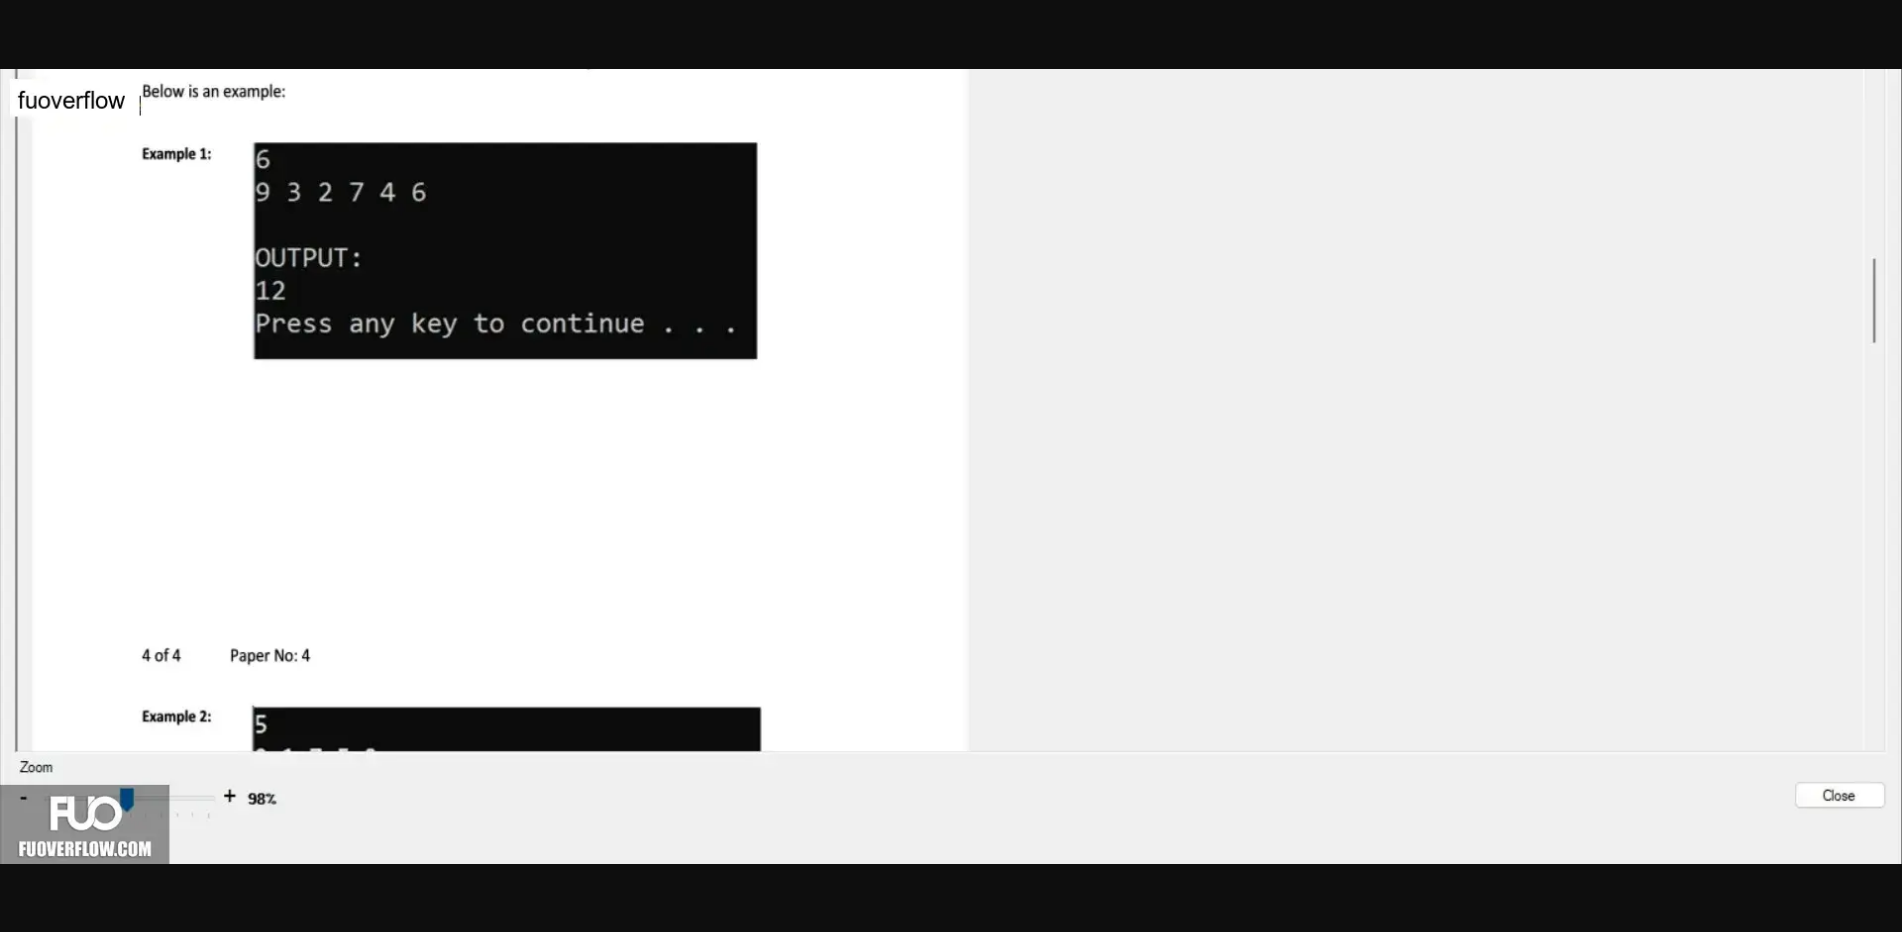 fuoverflow
Below is an example:
Example 1:
6
9 3 2 7 4 6
OUTPUT:
12
Press any key to continue . . .
4 of 4 Paper No: 4
Example 2:
5
Zoom
- + 98%
Close
FUO
FUOVERFLOW.COM